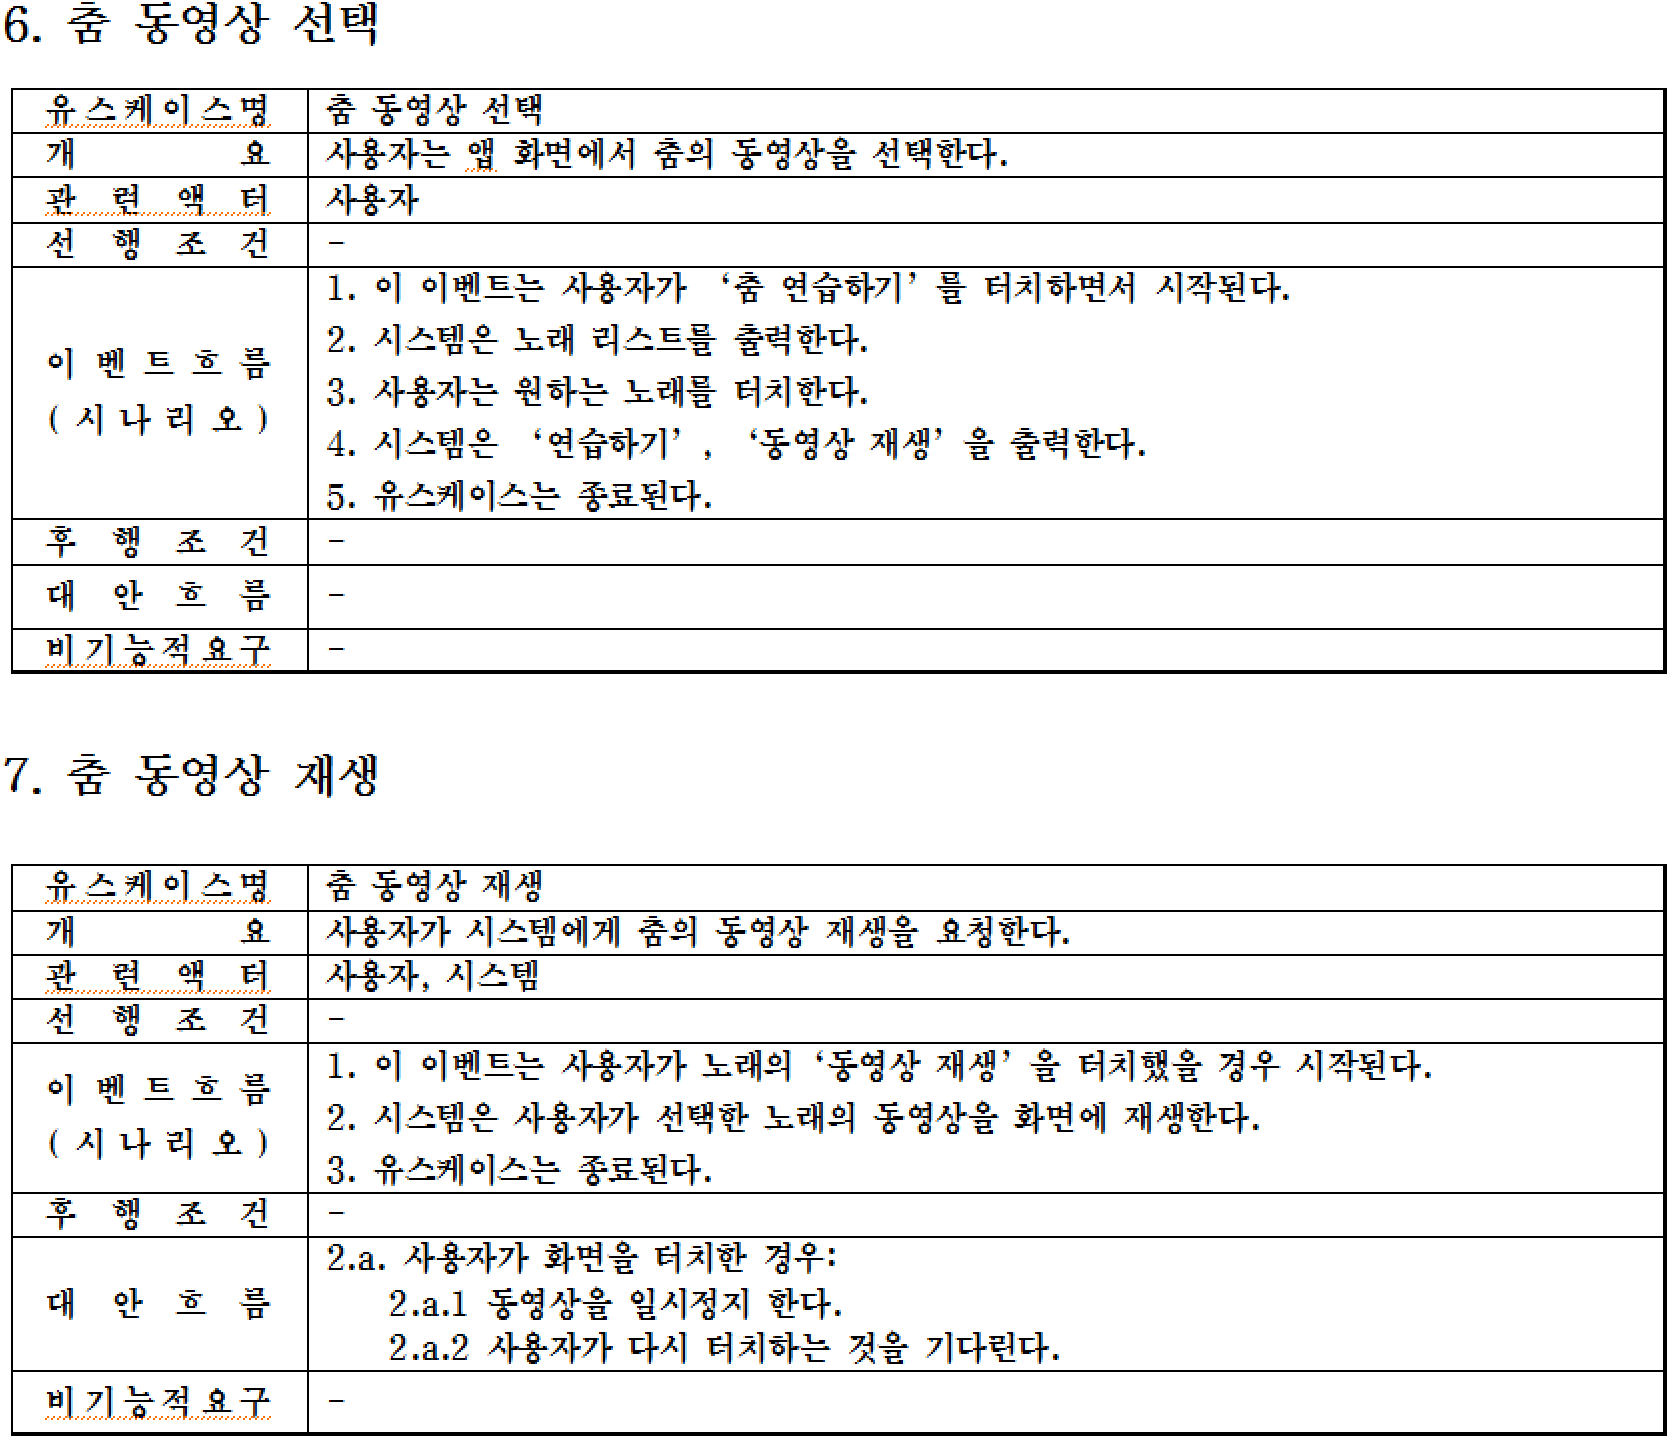 6. 춤 동영상 선택
유스케이스명 춤 동영상 선택
개 요 사용자는 앱 화면에서 춤의 동영상을 선택한다.
관 련 액 터 사용자
선 행 조 건 -
이 벤 트 흐 름
( 시 나 리 오 )
1. 이 이벤트는 사용자가 ‘춤 연습하기’를 터치하면서 시작된다.
2. 시스템은 노래 리스트를 출력한다.
3. 사용자는 원하는 노래를 터치한다.
4. 시스템은 ‘연습하기’, ‘동영상 재생’을 출력한다.
5. 유스케이스는 종료된다.
후 행 조 건 -
대 안 흐 름 -
비기능적요구 -
7. 춤 동영상 재생
유스케이스명 춤 동영상 재생
개 요 사용자가 시스템에게 춤의 동영상 재생을 요청한다.
관 련 액 터 사용자, 시스템
선 행 조 건 -
이 벤 트 흐 름
( 시 나 리 오 )
1. 이 이벤트는 사용자가 노래의 ‘동영상 재생’을 터치했을 경우 시작된다.
2. 시스템은 사용자가 선택한 노래의 동영상을 화면에 재생한다.
3. 유스케이스는 종료된다.
후 행 조 건 -
대 안 흐 름
2.a. 사용자가 화면을 터치한 경우:
2.a.1 동영상을 일시정지 한다.
2.a.2 사용자가 다시 터치하는 것을 기다린다.
비기능적요구 -